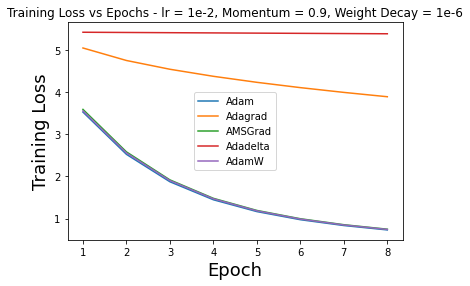 Training Loss vs Epochs - lr = 1e-2, Momentum = 0.9, Weight Decay = 1e-6
Training Loss
5
4
3
2
1
Adam
Adagrad
AMSGrad
Adadelta
AdamW
1 2 3 4 5 6 7 8
Epoch